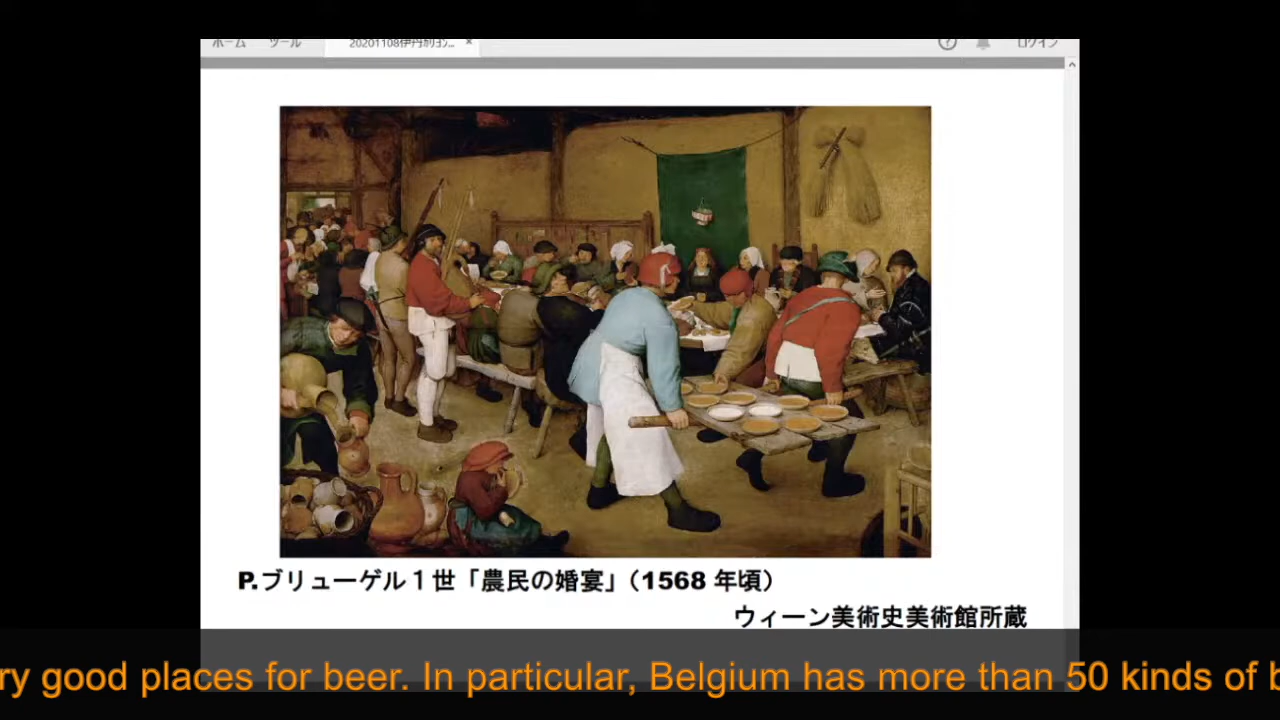 ホーム ツール 20201108伊丹 ... × ? ログイン
P.ブリューゲル１世「農民の婚宴」（1568 年頃）
ウィーン美術史美術館所蔵
ry good places for beer. In particular, Belgium has more than 50 kinds of b